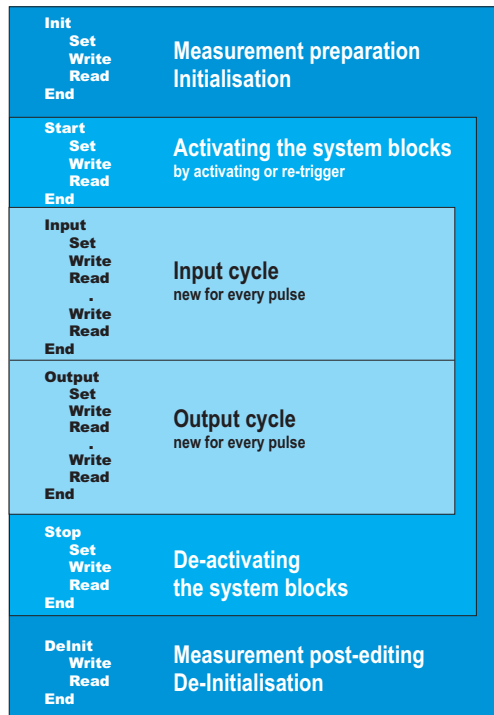 Init
Set
Write
Read
End
Measurement preparation
Initialisation
Start
Set
Write
Read
End
Activating the system blocks
by activating or re-trigger
Input
Set
Write
Read
.
Write
Read
End
Input cycle
new for every pulse
Output
Set
Write
Read
.
Write
Read
End
Output cycle
new for every pulse
Stop
Set
Write
Read
End
De-activating
the system blocks
DeInit
Write
Read
End
Measurement post-editing
De-Initialisation